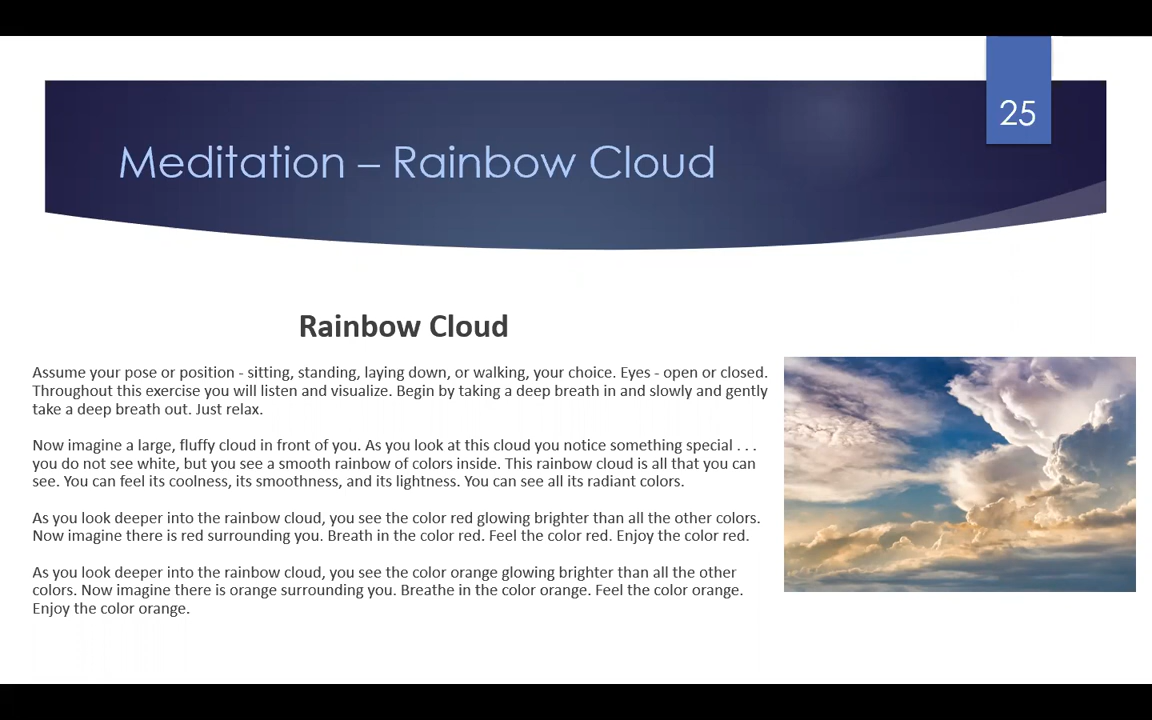 25
Meditation – Rainbow Cloud
Rainbow Cloud
Assume your pose or position - sitting, standing, laying down, or walking, your choice. Eyes - open or closed.
Throughout this exercise you will listen and visualize. Begin by taking a deep breath in and slowly and gently
take a deep breath out. Just relax.
Now imagine a large, fluffy cloud in front of you. As you look at this cloud you notice something special . . .
you do not see white, but you see a smooth rainbow of colors inside. This rainbow cloud is all that you can
see. You can feel its coolness, its smoothness, and its lightness. You can see all its radiant colors.
As you look deeper into the rainbow cloud, you see the color red glowing brighter than all the other colors.
Now imagine there is red surrounding you. Breath in the color red. Feel the color red. Enjoy the color red.
As you look deeper into the rainbow cloud, you see the color orange glowing brighter than all the other
colors. Now imagine there is orange surrounding you. Breathe in the color orange. Feel the color orange.
Enjoy the color orange.